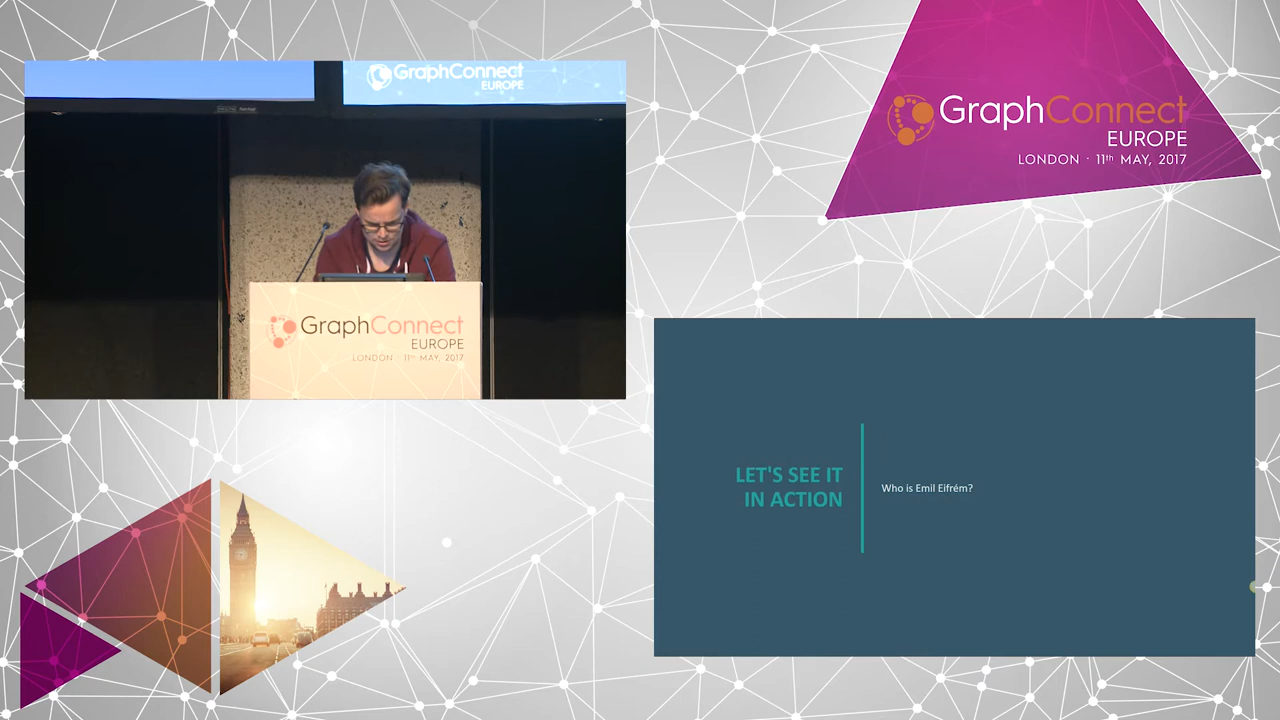 GraphConnect
EUROPE
GraphConnect
EUROPE
LONDON · 11th MAY, 2017
GraphConnect
EUROPE
LONDON · 11th MAY, 2017
LET'S SEE IT
IN ACTION
Who is Emil Eifrém?